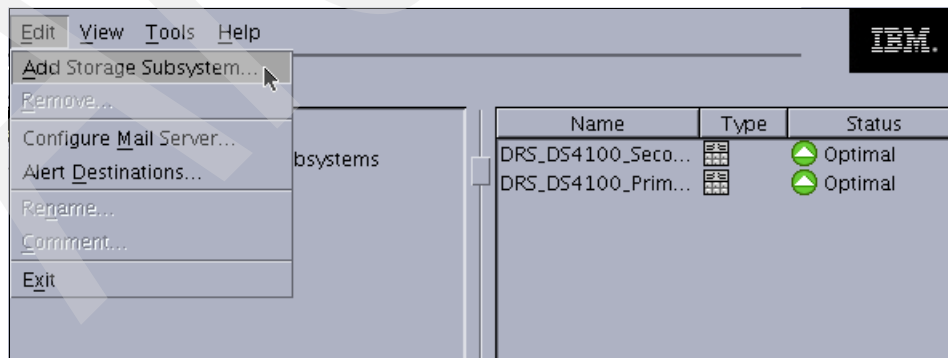 Edit View Tools Help
IBM.
Add Storage Subsystem...
Remove...
Configure Mail Server...
Alert Destinations...
Rename...
Comment...
Exit
bsystems
Name Type Status
DRS_DS4100_Seco... Optimal
DRS_DS4100_Prim... Optimal